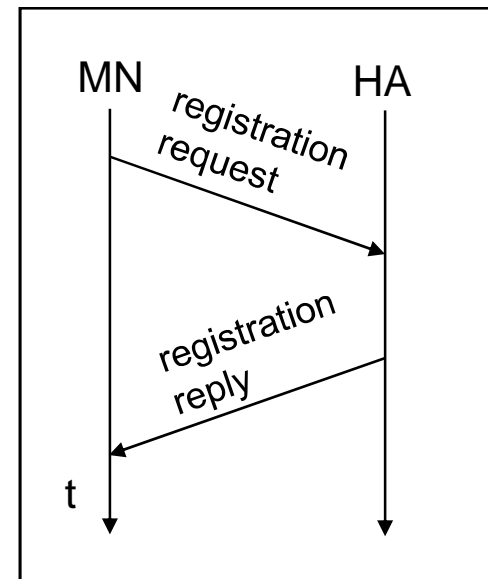 MN
HA
registration
request
registration
reply
t